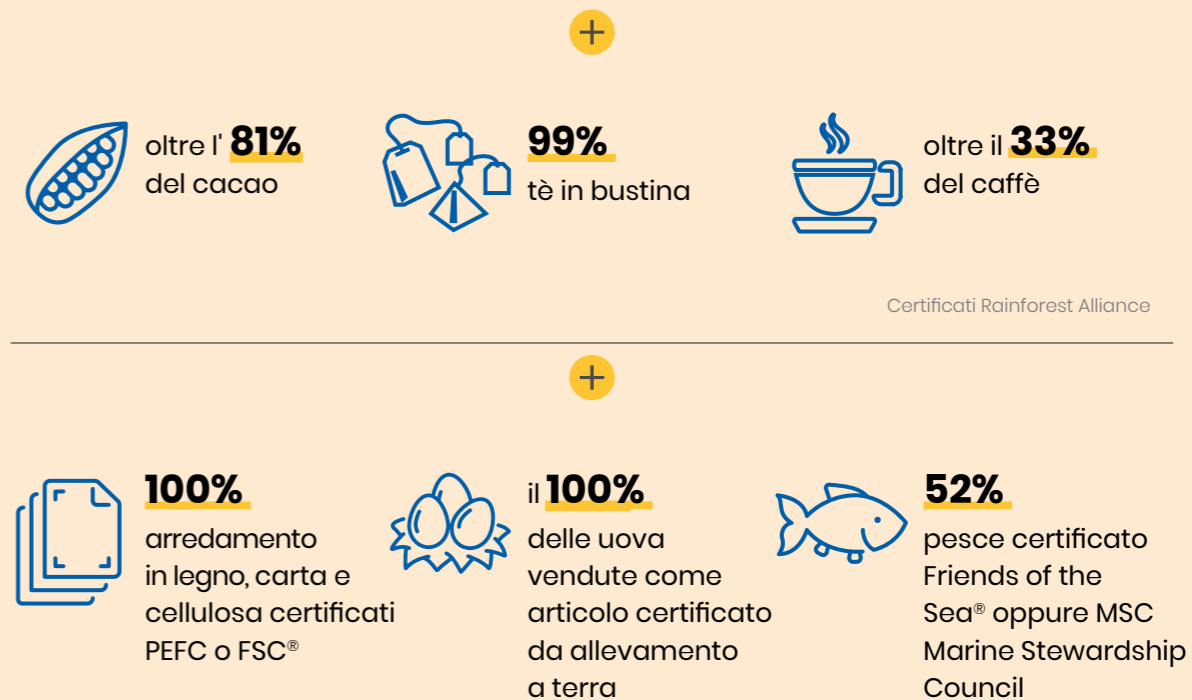 +
oltre l' 81%
del cacao
99%
tè in bustina
oltre il 33%
del caffè
Certificati Rainforest Alliance
+
100%
arredamento
in legno, carta e
cellulosa certificati
PEFC o FSC®
il 100%
delle uova
vendute come
articolo certificato
da allevamento
a terra
52%
pesce certificato
Friends of the
Sea® oppure MSC
Marine Stewardship
Council